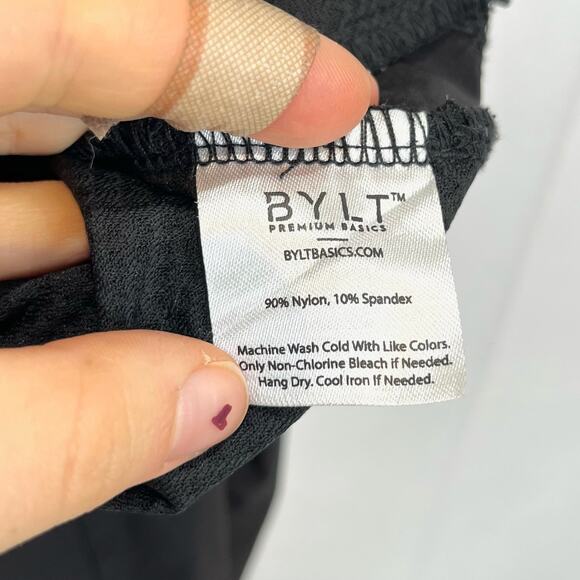 BYLT™
PREMIUM BASICS
BYLTBASICS.COM
90% Nylon, 10% Spandex
Machine Wash Cold With Like Colors.
Only Non-Chlorine Bleach if Needed.
Hang Dry. Cool Iron If Needed.